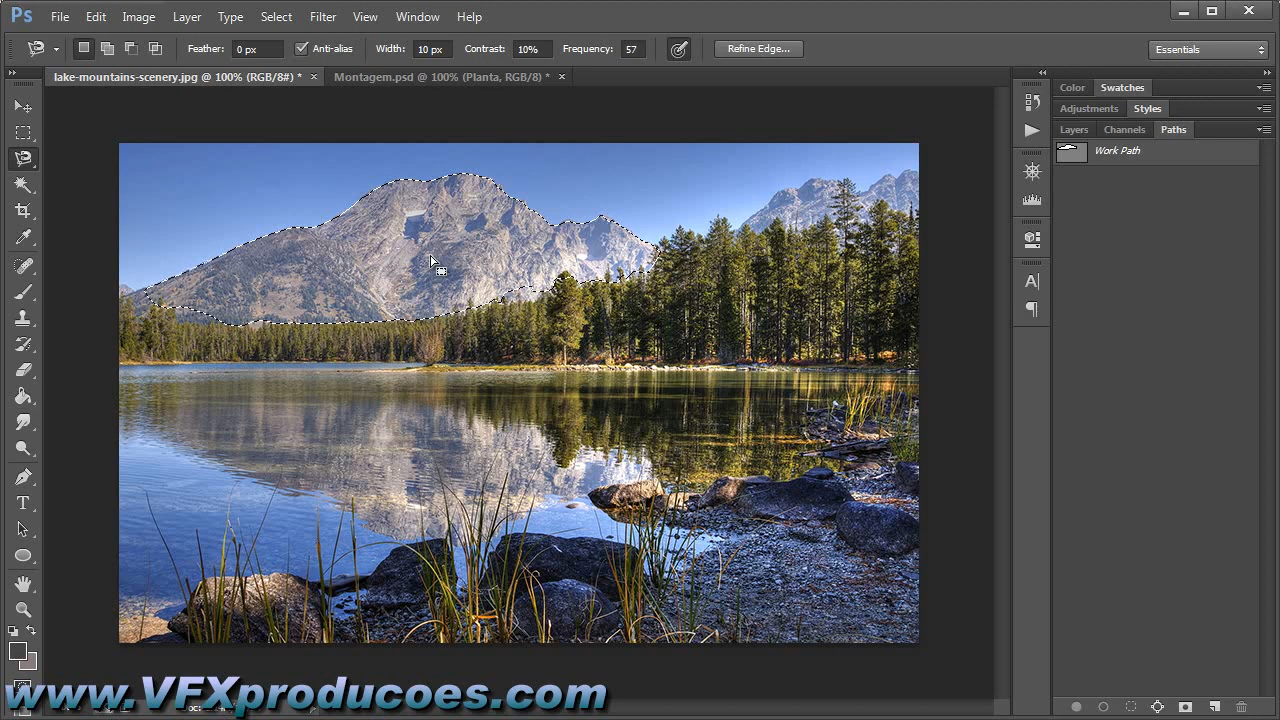 Ps File Edit Image Layer Type Select Filter View Window Help
Feather: 0 px Anti-alias Width: 10 px Contrast: 10% Frequency: 57 Refine Edge... Essentials
lake-mountains-scenery.jpg @ 100% (RGB/8#) * × Montagem.psd @ 100% (Planta, RGB/8) * ×
Color Swatches
Adjustments Styles
Layers Channels Paths
Work Path
www.VFXproducoes.com